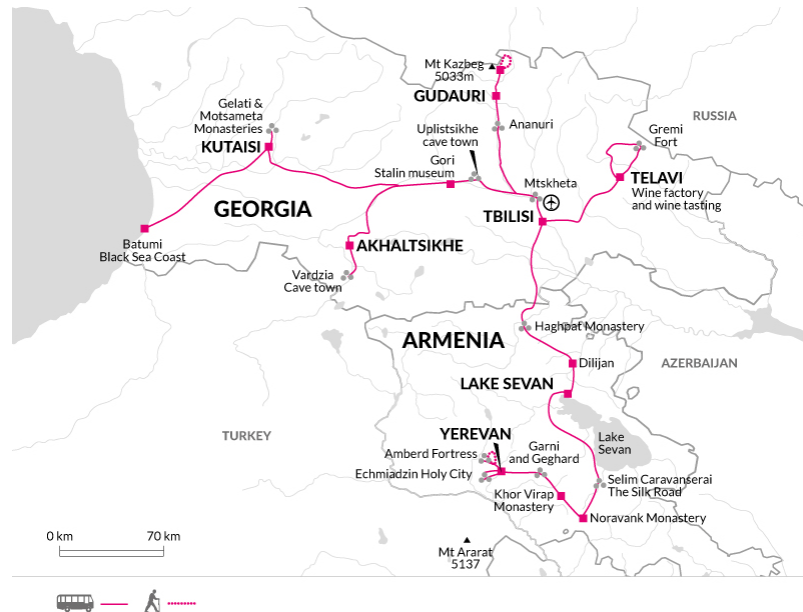 Mt Kazbeg
5033m
GUDAURI
RUSSIA
Gelati &
Motsameta
Monasteries
KUTAISI
Uplistsikhe
cave town
Ananuri
Gremi
Fort
Gori
Stalin museum
Mtskheta
TELAVI
Wine factory
and wine tasting
GEORGIA
TBILISI
Batumi
Black Sea Coast
AKHALTSIKHE
Vardzia
Cave town
ARMENIA
Haghpat Monastery
Dilijan
AZERBAIJAN
LAKE SEVAN
TURKEY
YEREVAN
Lake
Sevan
Amberd Fortress
Garni
and Geghard
Echmiadzin Holy City
Selim Caravanserai
The Silk Road
Khor Virap
Monastery
Noravank Monastery
0 km
70 km
Mt Ararat
5137